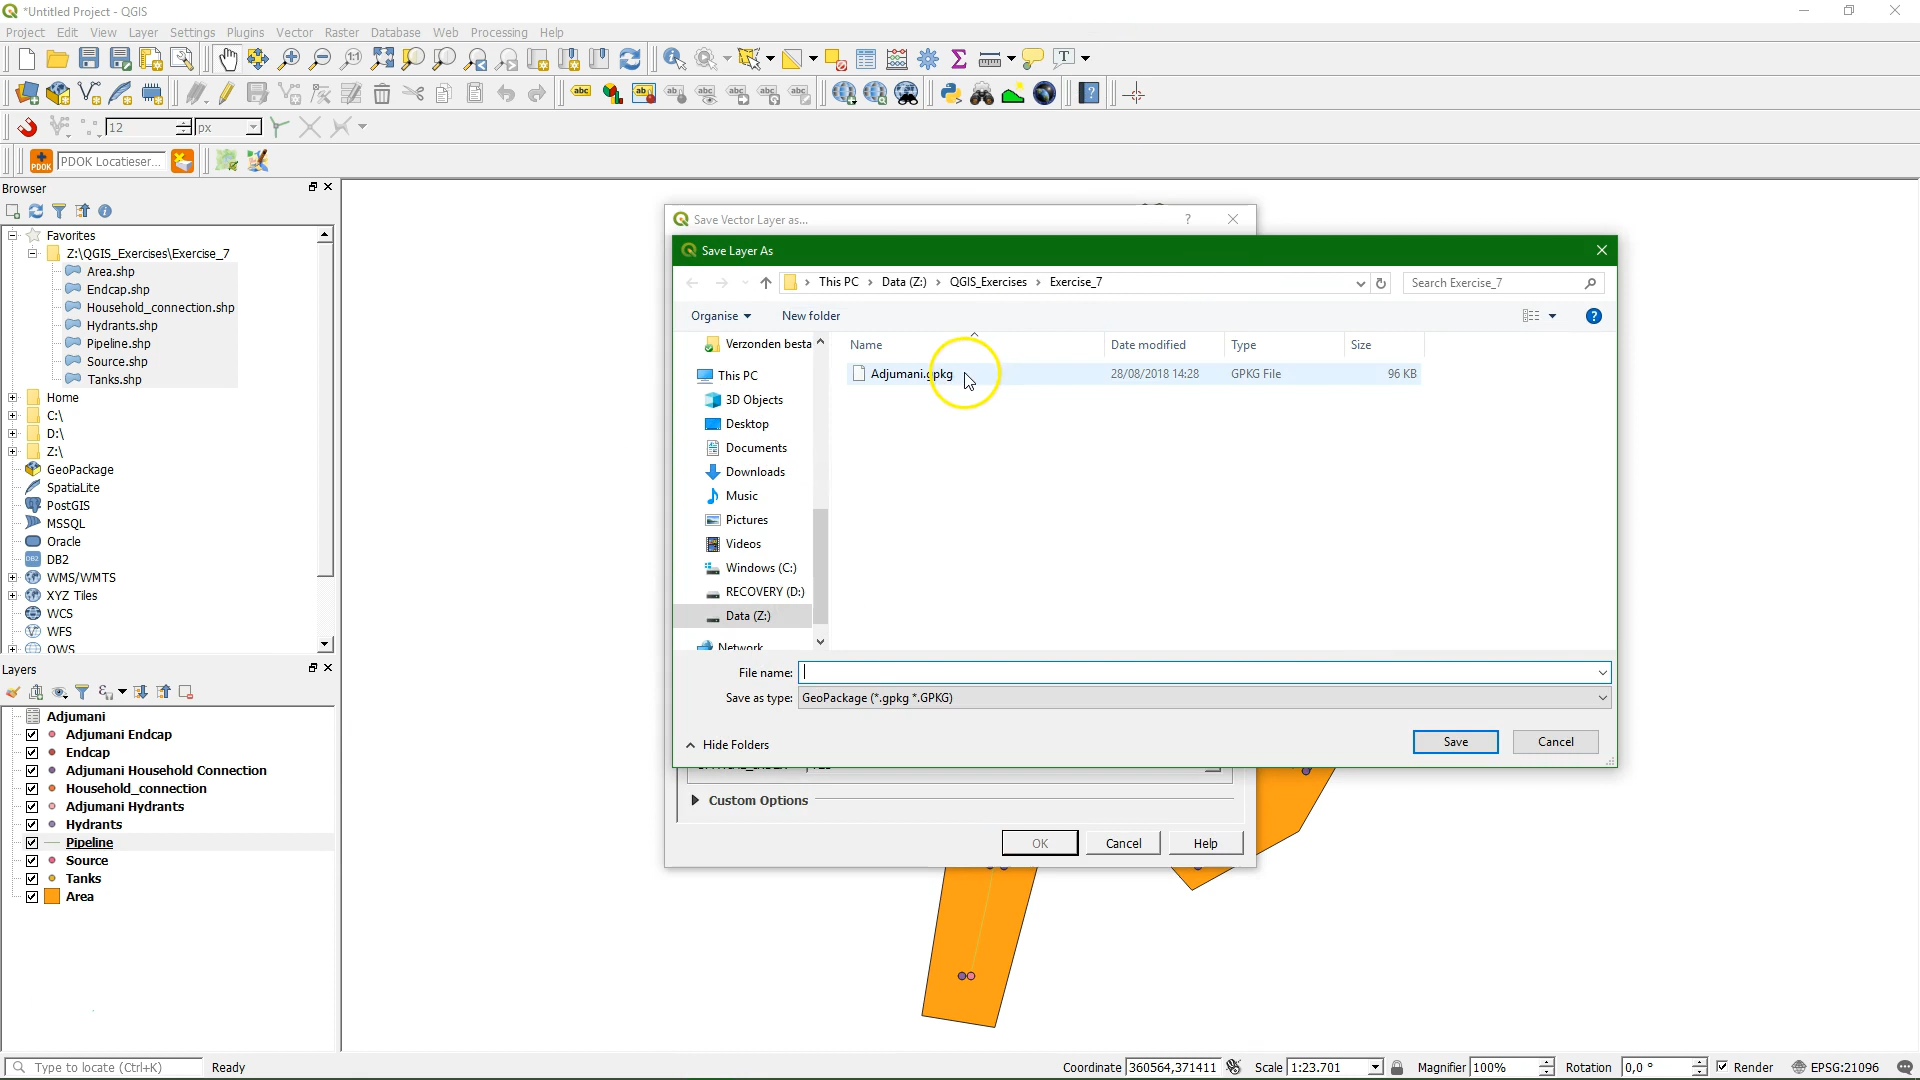 *Untitled Project - QGIS
Project Edit View Layer Settings Plugins Vector Raster Database Web Processing Help
12 px
PDOK Locatieser...
Browser
Favorites
Z:\QGIS_Exercises\Exercise_7
Area.shp
Endcap.shp
Household_connection.shp
Hydrants.shp
Pipeline.shp
Source.shp
Tanks.shp
Home
C:\
D:\
Z:\
GeoPackage
SpatiaLite
PostGIS
MSSQL
Oracle
DB2
WMS/WMTS
XYZ Tiles
WCS
WFS
OWS
Layers
Adjumani
Adjumani Endcap
Endcap
Adjumani Household Connection
Household_connection
Adjumani Hydrants
Hydrants
Pipeline
Source
Tanks
Area
Save Vector Layer as...
Save Layer As
This PC › Data (Z:) › QGIS_Exercises › Exercise_7
Search Exercise_7
Organise New folder
Verzonden besta
This PC
3D Objects
Desktop
Documents
Downloads
Music
Pictures
Videos
Windows (C:)
RECOVERY (D:)
Data (Z:)
Network
Name Date modified Type Size
Adjumani.gpkg 28/08/2018 14:28 GPKG File 96 KB
File name:
Save as type: GeoPackage (*.gpkg *.GPKG)
Hide Folders
Save Cancel
Custom Options
OK Cancel Help
Type to locate (Ctrl+K) Ready Coordinate 360564,371411 Scale 1:23.701 Magnifier 100% Rotation 0,0 ° Render EPSG:21096